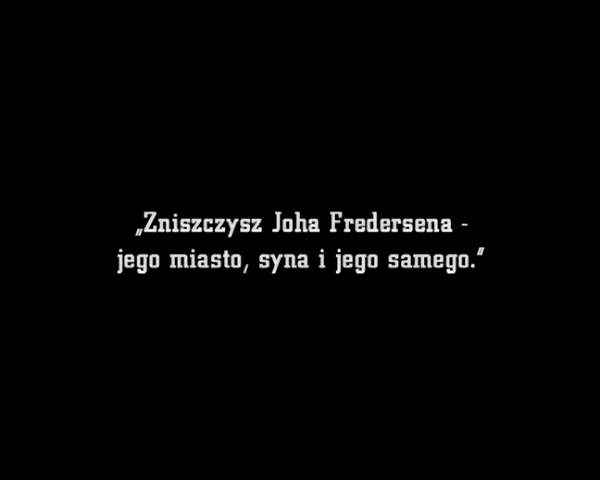 „Zniszczysz Joha Fredersena -
jego miasto, syna i jego samego.“